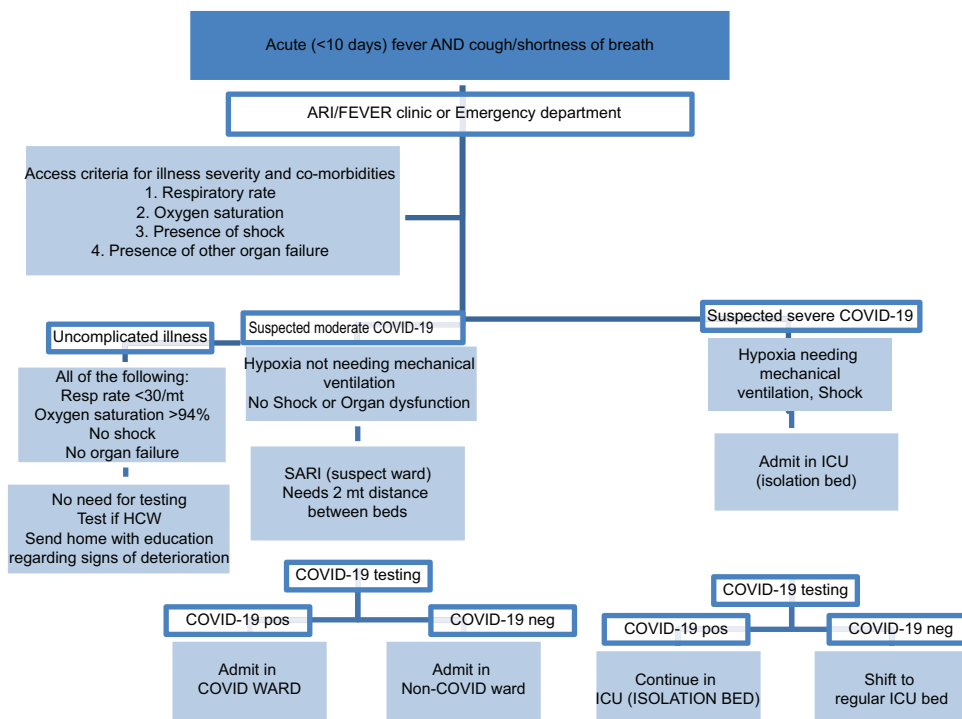 Acute (<10 days) fever AND cough/shortness of breath
ARI/FEVER clinic or Emergency department
Access criteria for illness severity and co-morbidities
1. Respiratory rate
2. Oxygen saturation
3. Presence of shock
4. Presence of other organ failure
Uncomplicated illness
All of the following:
Resp rate <30/mt
Oxygen saturation >94%
No shock
No organ failure
No need for testing
Test if HCW
Send home with education
regarding signs of deterioration
Suspected moderate COVID-19
Hypoxia not needing mechanical
ventilation
No Shock or Organ dysfunction
SARI (suspect ward)
Needs 2 mt distance
between beds
Suspected severe COVID-19
Hypoxia needing
mechanical
ventilation, Shock
Admit in ICU
(isolation bed)
COVID-19 testing
COVID-19 pos
COVID-19 neg
Admit in
COVID WARD
Admit in
Non-COVID ward
COVID-19 testing
COVID-19 pos
COVID-19 neg
Continue in
ICU (ISOLATION BED)
Shift to
regular ICU bed